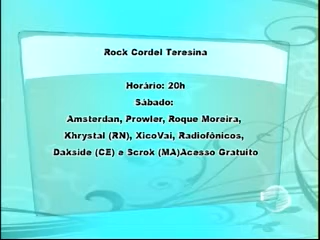 Rock Cordel Teresina
Horário: 20h
Sábado:
Amsterdan, Prowler, Roque Moreira,
Khrystal (RN), XicoVai, Radiofônicos,
Dakside (CE) e Scrok (MA)Acesso Gratuito